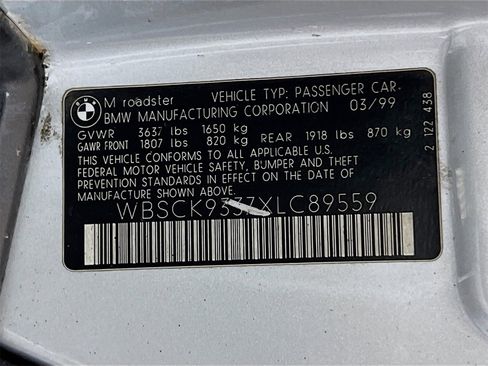 BMW
M roadster VEHICLE TYP: PASSENGER CAR
BMW MANUFACTURING CORPORATION 03/99
GVWR 3637 lbs 1650 kg
GAWR FRONT 1807 lbs 820 kg REAR 1918 lbs 870 kg
THIS VEHICLE CONFORMS TO ALL APPLICABLE U.S.
FEDERAL MOTOR VEHICLE SAFETY, BUMPER AND THEFT
PREVENTION STANDARDS IN EFFECT ON THE DATE OF
MANUFACTURE SHOWN ABOVE.
WBSCK9337XLC89559
2 122 438